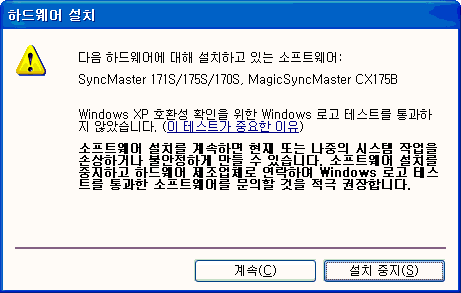 하드웨어 설치
다음 하드웨어에 대해 설치하고 있는 소프트웨어:
SyncMaster 171S/175S/170S, MagicSyncMaster CX175B
Windows XP 호환성 확인을 위한 Windows 로고 테스트를 통과하
지 않았습니다. (이 테스트가 중요한 이유)
소프트웨어 설치를 계속하면 현재 또는 나중의 시스템 작업을
손상하거나 불안정하게 만들 수 있습니다. 소프트웨어 설치를
중지하고 하드웨어 제조업체로 연락하여 Windows 로고 테스
트를 통과한 소프트웨어를 문의할 것을 적극 권장합니다.
계속(C)
설치 중지(S)